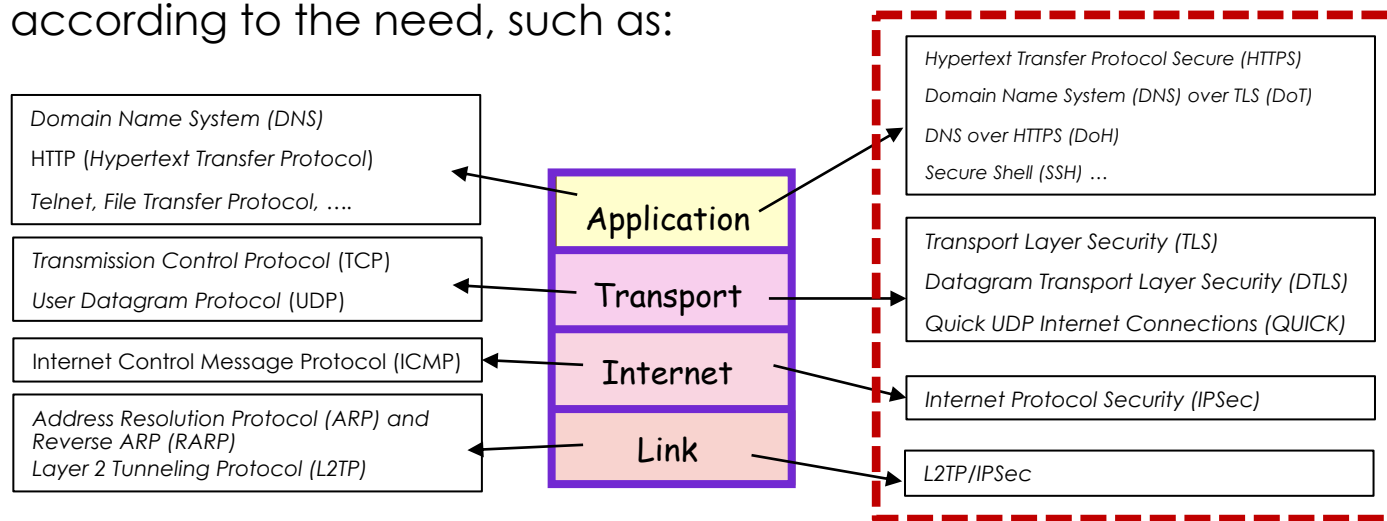 according to the need, such as:
Domain Name System (DNS)
HTTP (Hypertext Transfer Protocol)
Telnet, File Transfer Protocol, ….
Transmission Control Protocol (TCP)
User Datagram Protocol (UDP)
Internet Control Message Protocol (ICMP)
Address Resolution Protocol (ARP) and
Reverse ARP (RARP)
Layer 2 Tunneling Protocol (L2TP)
Application
Transport
Internet
Link
Hypertext Transfer Protocol Secure (HTTPS)
Domain Name System (DNS) over TLS (DoT)
DNS over HTTPS (DoH)
Secure Shell (SSH) …
Transport Layer Security (TLS)
Datagram Transport Layer Security (DTLS)
Quick UDP Internet Connections (QUICK)
Internet Protocol Security (IPSec)
L2TP/IPSec